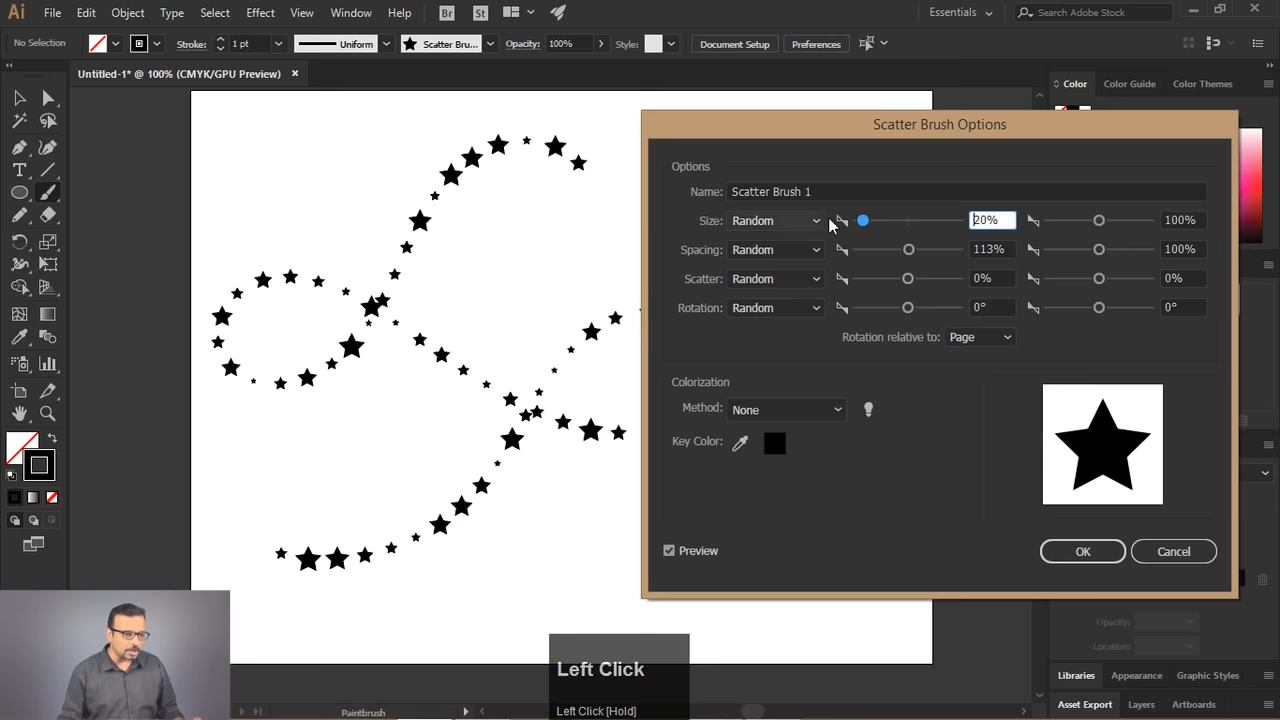 Ai File Edit Object Type Select Effect View Window Help Br St Essentials Search Adobe Stock
No Selection Stroke: 1 pt Uniform Scatter Bru... Opacity: 100% Style: Document Setup Preferences
Untitled-1* @ 100% (CMYK/GPU Preview) ×
Color Color Guide Color Themes
Scatter Brush Options
Options
Name: Scatter Brush 1
Size: Random 20% 100%
Spacing: Random 113% 100%
Scatter: Random 0% 0%
Rotation: Random 0° 0°
Rotation relative to: Page
Colorization
Method: None
Key Color:
Preview OK Cancel
Opacity:
Location:
Left Click
Left Click [Hold]
Libraries Appearance Graphic Styles
Asset Export Layers Artboards
Paintbrush